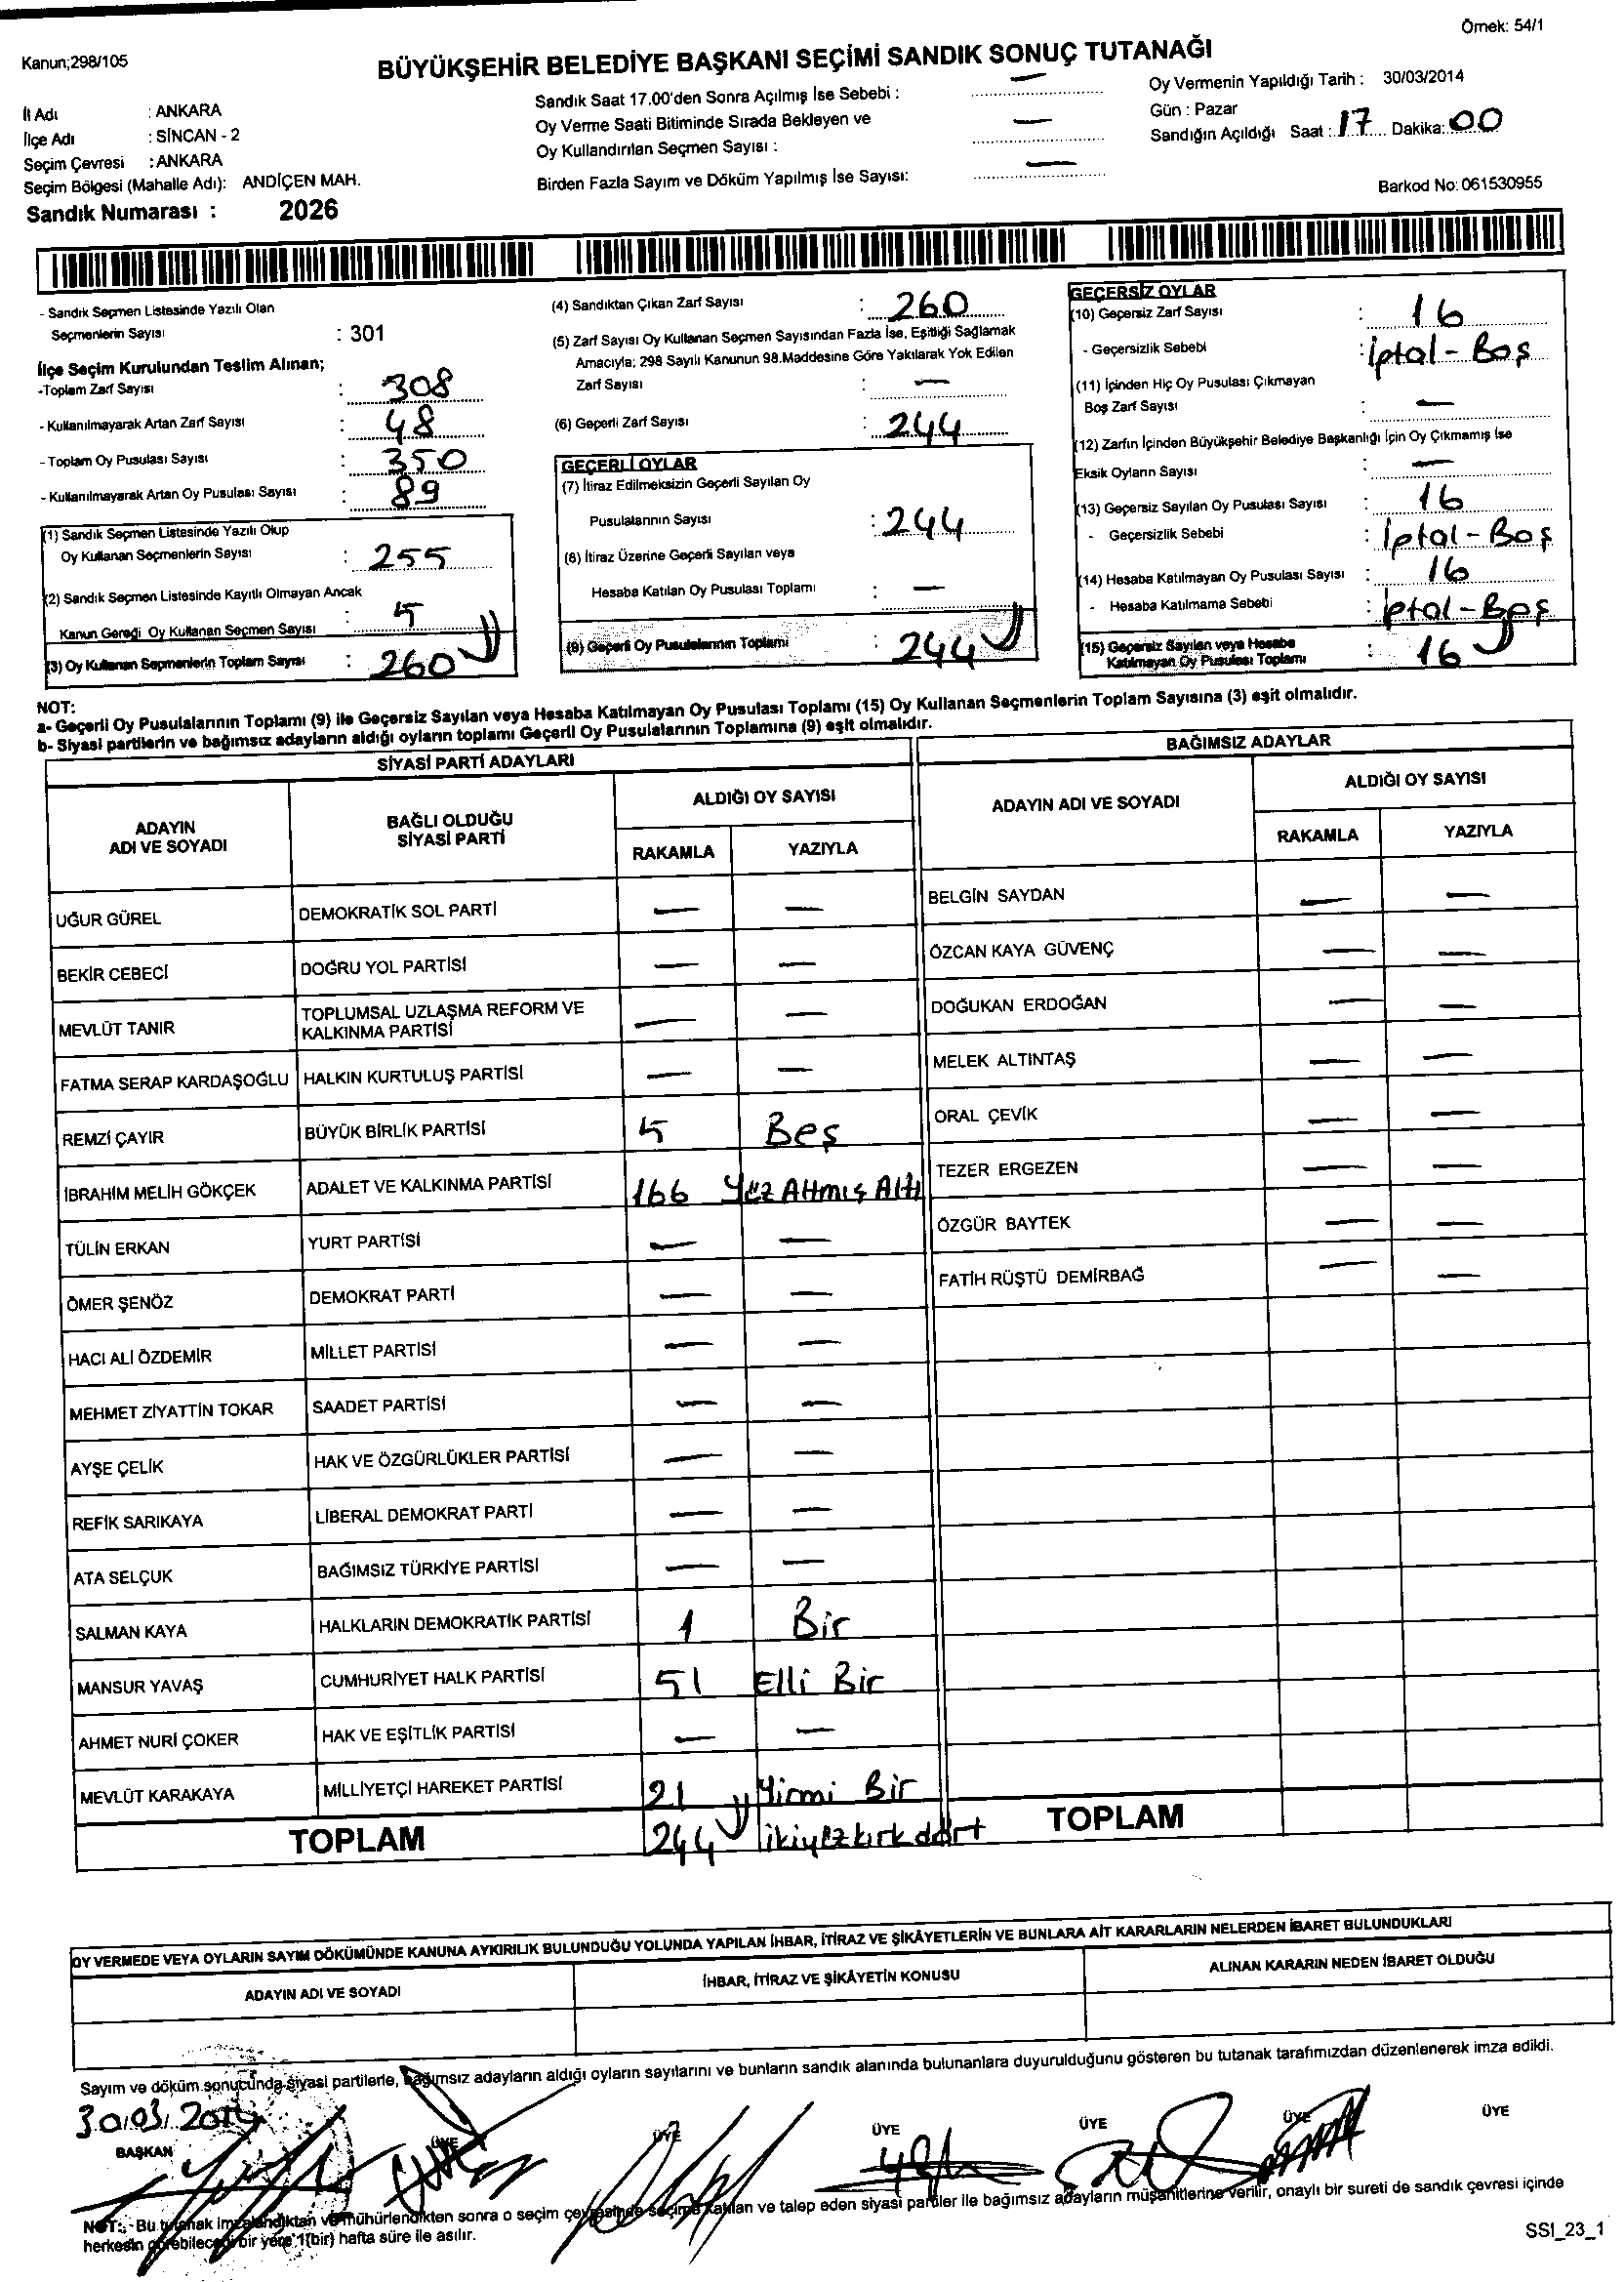 Örnek: 54/1
Kanun;298/105
BÜYÜKŞEHİR BELEDİYE BAŞKANI SEÇİMİ SANDIK SONUÇ TUTANAĞI
İl Adı : ANKARA
İlçe Adı : SİNCAN - 2
Seçim Çevresi : ANKARA
Seçim Bölgesi (Mahalle Adı): ANDİÇEN MAH.
Sandık Numarası : 2026
Sandık Saat 17.00'den Sonra Açılmış İse Sebebi : —
Oy Verme Saati Bitiminde Sırada Bekleyen ve
Oy Kullandırılan Seçmen Sayısı : —
Birden Fazla Sayım ve Döküm Yapılmış İse Sayısı: —
Oy Vermenin Yapıldığı Tarih : 30/03/2014
Gün : Pazar
Sandığın Açıldığı Saat : 17 Dakika: 00
Barkod No: 061530955
- Sandık Seçmen Listesinde Yazılı Olan
Seçmenlerin Sayısı : 301
İlçe Seçim Kurulundan Teslim Alınan;
-Toplam Zarf Sayısı : 308
- Kullanılmayarak Artan Zarf Sayısı : 48
- Toplam Oy Pusulası Sayısı : 350
- Kullanılmayarak Artan Oy Pusulası Sayısı : 89
(1) Sandık Seçmen Listesinde Yazılı Olup
Oy Kullanan Seçmenlerin Sayısı : 255
(2) Sandık Seçmen Listesinde Kayıtlı Olmayan Ancak
Kanun Gereği Oy Kullanan Seçmen Sayısı : 5
(3) Oy Kullanan Seçmenlerin Toplam Sayısı : 260
(4) Sandıktan Çıkan Zarf Sayısı : 260
(5) Zarf Sayısı Oy Kullanan Seçmen Sayısından Fazla İse, Eşitliği Sağlamak
Amacıyla; 298 Sayılı Kanunun 98.Maddesine Göre Yakılarak Yok Edilen
Zarf Sayısı : —
(6) Geçerli Zarf Sayısı : 244
GEÇERLİ OYLAR
(7) İtiraz Edilmeksizin Geçerli Sayılan Oy
Pusulalarının Sayısı : 244
(8) İtiraz Üzerine Geçerli Sayılan veya
Hesaba Katılan Oy Pusulası Toplamı : —
(9) Geçerli Oy Pusulalarının Toplamı : 244
GEÇERSİZ OYLAR
(10) Geçersiz Zarf Sayısı : 16
- Geçersizlik Sebebi : İptal - Boş
(11) İçinden Hiç Oy Pusulası Çıkmayan
Boş Zarf Sayısı : —
(12) Zarfın İçinden Büyükşehir Belediye Başkanlığı İçin Oy Çıkmamış İse
Eksik Oyların Sayısı : —
(13) Geçersiz Sayılan Oy Pusulası Sayısı : 16
- Geçersizlik Sebebi : İptal - Boş
(14) Hesaba Katılmayan Oy Pusulası Sayısı : 16
- Hesaba Katılmama Sebebi : İptal - Boş
(15) Geçersiz Sayılan veya Hesaba
Katılmayan Oy Pusulası Toplamı : 16
NOT:
a- Geçerli Oy Pusulalarının Toplamı (9) ile Geçersiz Sayılan veya Hesaba Katılmayan Oy Pusulası Toplamı (15) Oy Kullanan Seçmenlerin Toplam Sayısına (3) eşit olmalıdır.
b- Siyasi partilerin ve bağımsız adayların aldığı oyların toplamı Geçerli Oy Pusulalarının Toplamına (9) eşit olmalıdır.
SİYASİ PARTİ ADAYLARI
ADAYIN ADI VE SOYADI BAĞLI OLDUĞU SİYASİ PARTİ ALDIĞI OY SAYISI
RAKAMLA YAZIYLA
UĞUR GÜREL DEMOKRATİK SOL PARTİ — —
BEKİR CEBECİ DOĞRU YOL PARTİSİ — —
MEVLÜT TANIR TOPLUMSAL UZLAŞMA REFORM VE KALKINMA PARTİSİ — —
FATMA SERAP KARDAŞOĞLU HALKIN KURTULUŞ PARTİSİ — —
REMZİ ÇAYIR BÜYÜK BİRLİK PARTİSİ 5 Beş
İBRAHİM MELİH GÖKÇEK ADALET VE KALKINMA PARTİSİ 166 Yüz Atmış Altı
TÜLİN ERKAN YURT PARTİSİ — —
ÖMER ŞENÖZ DEMOKRAT PARTİ — —
HACI ALİ ÖZDEMİR MİLLET PARTİSİ — —
MEHMET ZİYATTİN TOKAR SAADET PARTİSİ — —
AYŞE ÇELİK HAK VE ÖZGÜRLÜKLER PARTİSİ — —
REFİK SARIKAYA LİBERAL DEMOKRAT PARTİ — —
ATA SELÇUK BAĞIMSIZ TÜRKİYE PARTİSİ — —
SALMAN KAYA HALKLARIN DEMOKRATİK PARTİSİ 1 Bir
MANSUR YAVAŞ CUMHURİYET HALK PARTİSİ 51 Elli Bir
AHMET NURİ ÇOKER HAK VE EŞİTLİK PARTİSİ — —
MEVLÜT KARAKAYA MİLLİYETÇİ HAREKET PARTİSİ 21 Yirmi Bir
TOPLAM 244 ikiyüzkırkdört
BAĞIMSIZ ADAYLAR
ADAYIN ADI VE SOYADI ALDIĞI OY SAYISI
RAKAMLA YAZIYLA
BELGİN SAYDAN — —
ÖZCAN KAYA GÜVENÇ — —
DOĞUKAN ERDOĞAN — —
MELEK ALTINTAŞ — —
ORAL ÇEVİK — —
TEZER ERGEZEN — —
ÖZGÜR BAYTEK — —
FATİH RÜŞTÜ DEMİRBAĞ — —
TOPLAM
OY VERMEDE VEYA OYLARIN SAYIM DÖKÜMÜNDE KANUNA AYKIRILIK BULUNDUĞU YOLUNDA YAPILAN İHBAR, İTİRAZ VE ŞİKÂYETLERİN VE BUNLARA AİT KARARLARIN NELERDEN İBARET BULUNDUKLARI
ADAYIN ADI VE SOYADI İHBAR, İTİRAZ VE ŞİKÂYETİN KONUSU ALINAN KARARIN NEDEN İBARET OLDUĞU
Sayım ve döküm sonucunda siyasi partilerle, bağımsız adayların aldığı oyların sayılarını ve bunların sandık alanında bulunanlara duyurulduğunu gösteren bu tutanak tarafımızdan düzenlenerek imza edildi.
30/03/2014
BAŞKAN ÜYE ÜYE ÜYE ÜYE ÜYE ÜYE
NOT: - Bu tutanak imzalandıktan ve mühürlendikten sonra o seçim çevresinde seçime katılan ve talep eden siyasi partiler ile bağımsız adayların müşahitlerine verilir, onaylı bir sureti de sandık çevresi içinde
herkesin görebileceği bir yere 1(bir) hafta süre ile asılır.
SSI_23_1